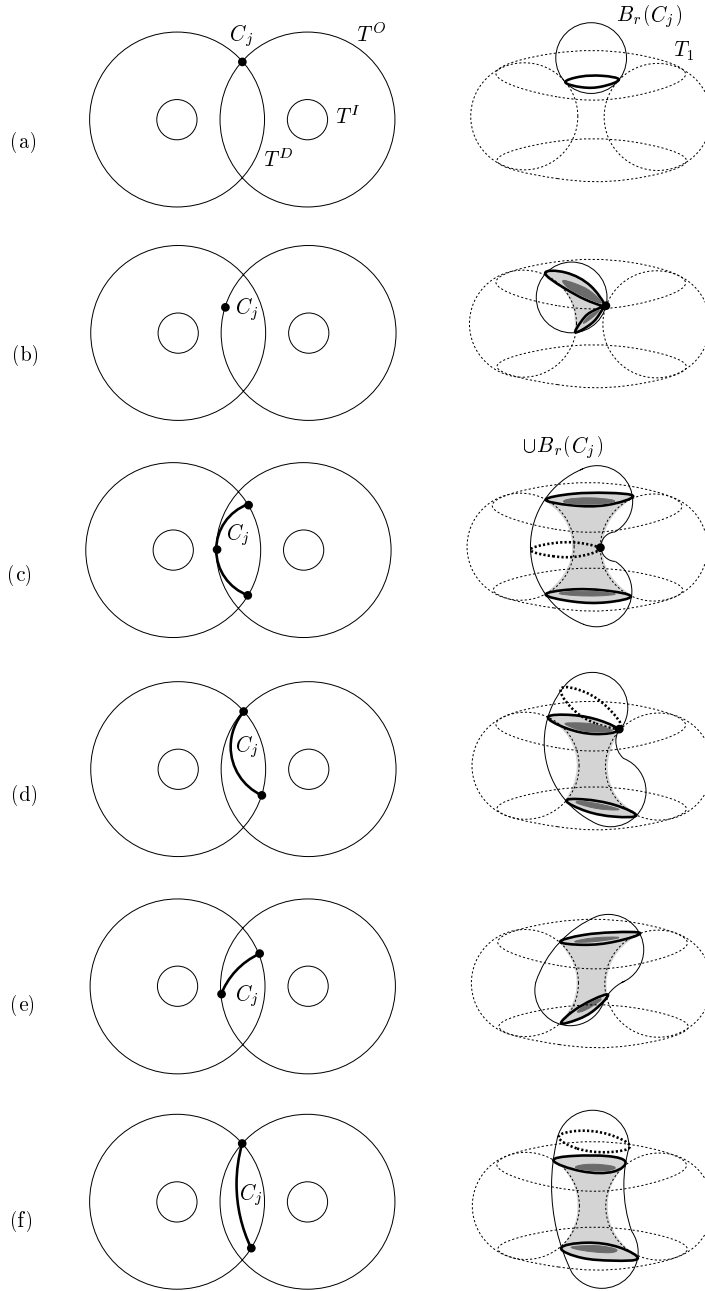 C_j T^O B_r(C_j)
T_1
T^I
(a)
T^D
C_j
(b)
∪B_r(C_j)
C_j
(c)
C_j
(d)
C_j
(e)
C_j
(f)